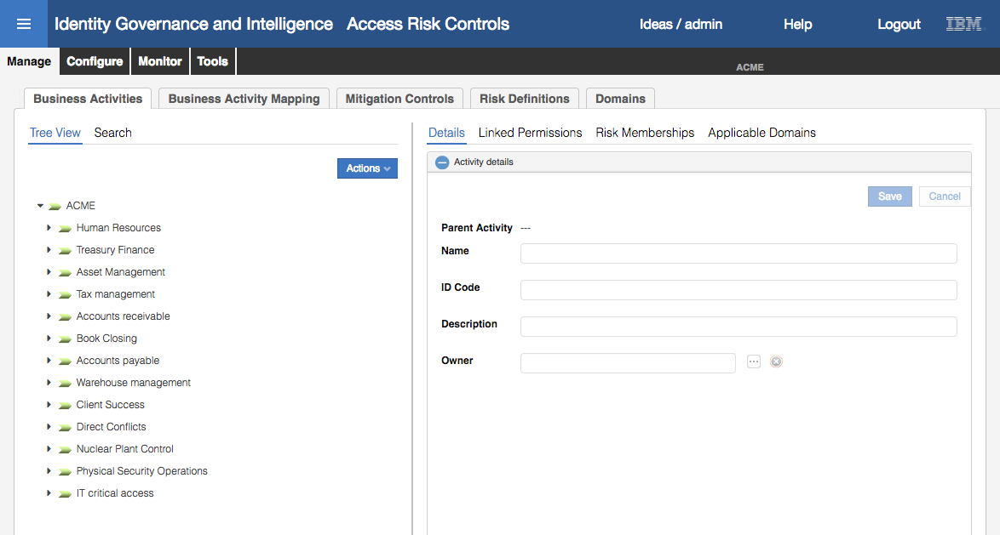 Identity Governance and Intelligence Access Risk Controls Ideas / admin Help Logout IBM
Manage Configure Monitor Tools ACME
Business Activities Business Activity Mapping Mitigation Controls Risk Definitions Domains
Tree View Search
Actions
ACME
Human Resources
Treasury Finance
Asset Management
Tax management
Accounts receivable
Book Closing
Accounts payable
Warehouse management
Client Success
Direct Conflicts
Nuclear Plant Control
Physical Security Operations
IT critical access
Details Linked Permissions Risk Memberships Applicable Domains
Activity details
Save Cancel
Parent Activity ---
Name
ID Code
Description
Owner